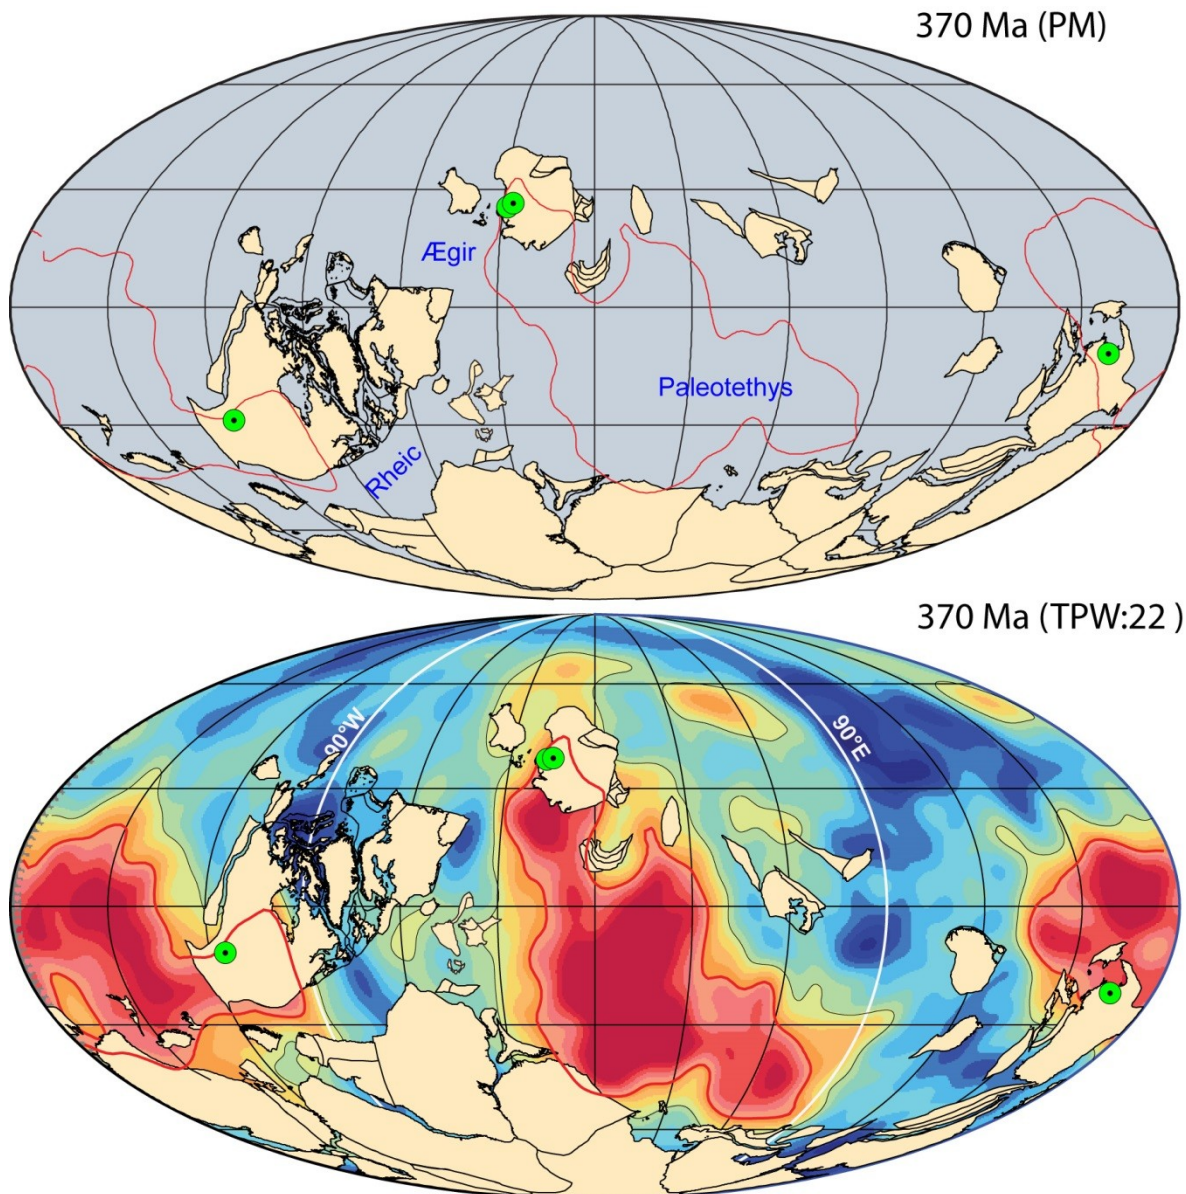 370 Ma (PM)
Ægir
Paleotethys
Rheic
370 Ma (TPW:22 )
90°W
90°E